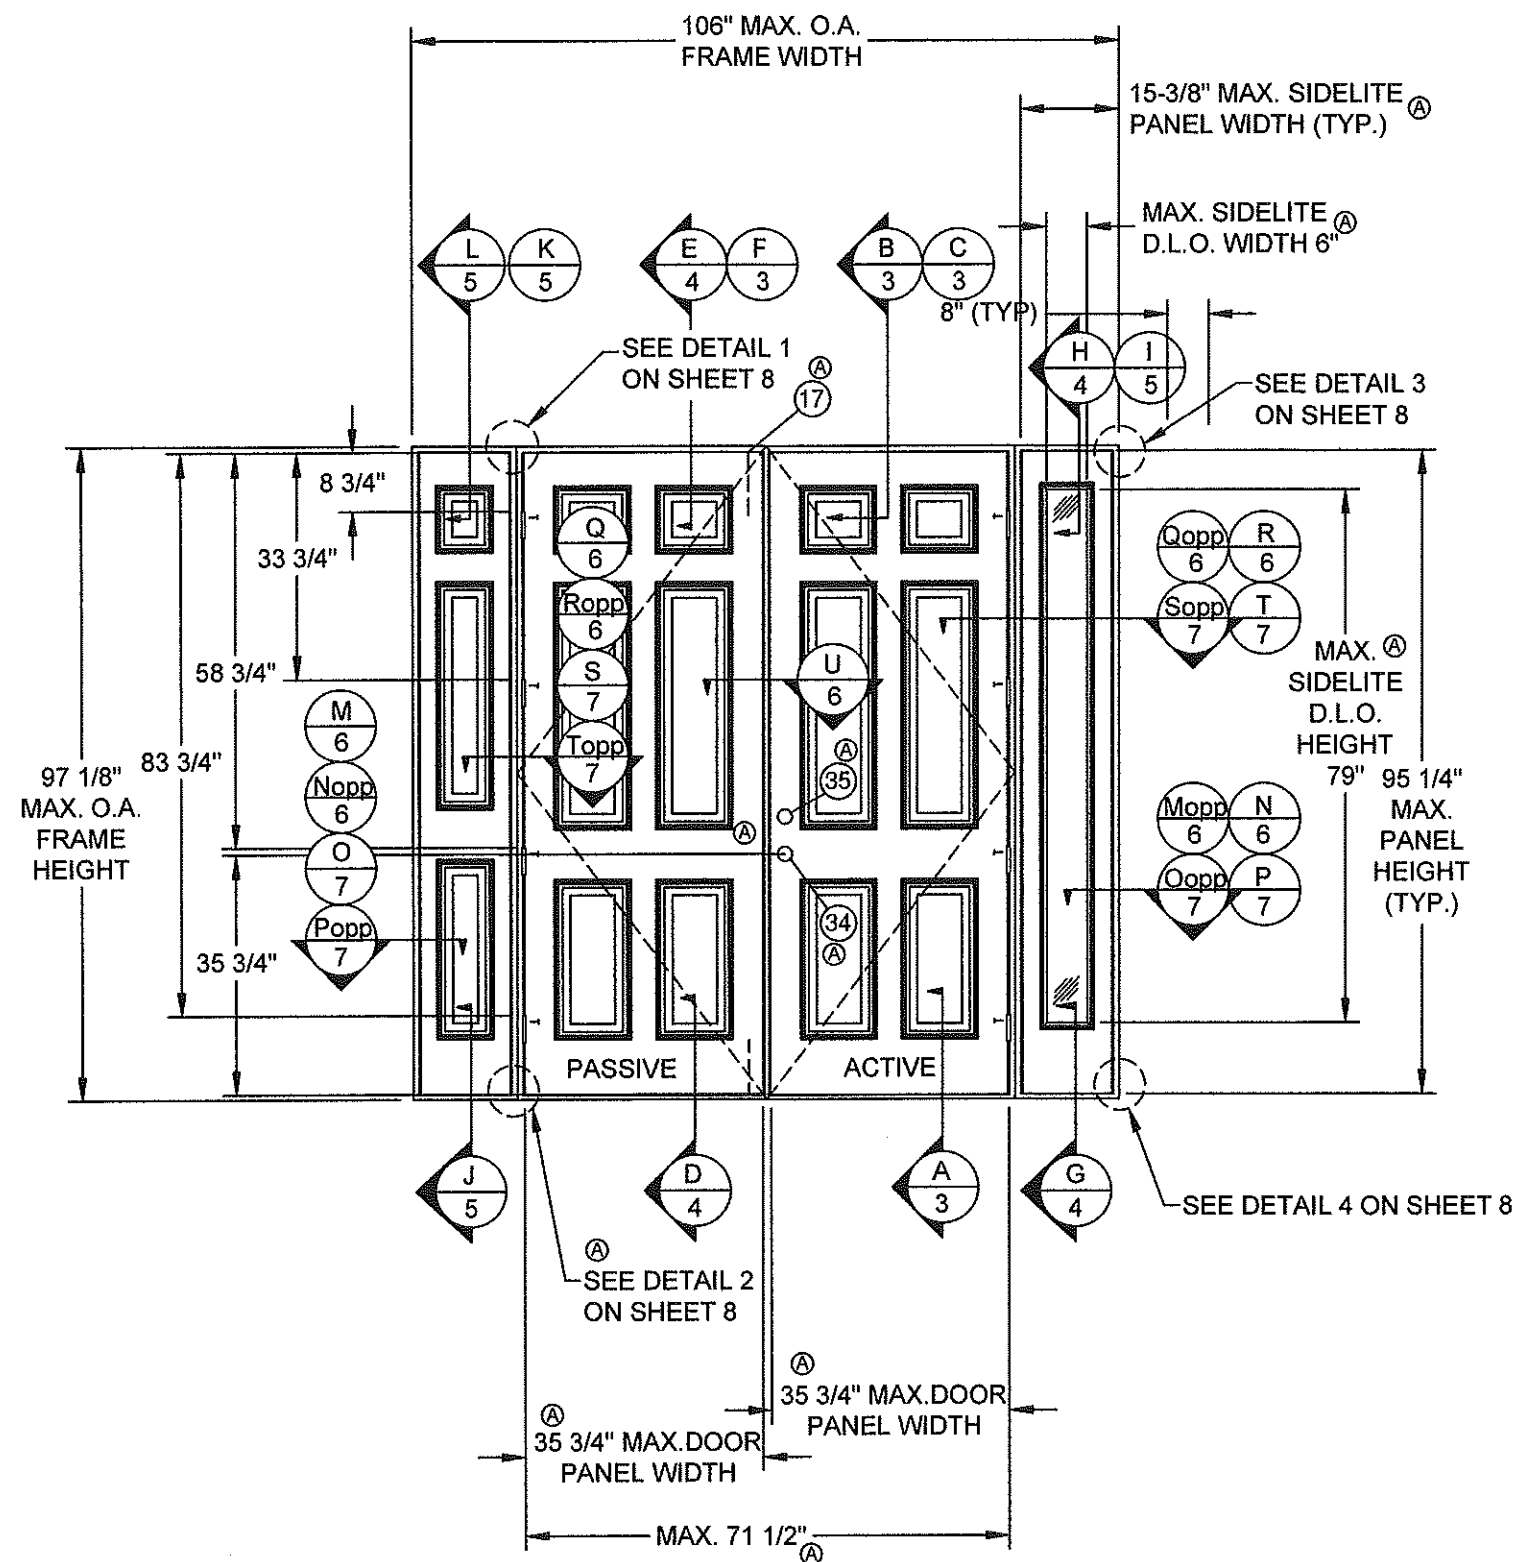 106" MAX. O.A.
FRAME WIDTH
15-3/8" MAX. SIDELITE Ⓐ
PANEL WIDTH (TYP.)
MAX. SIDELITE Ⓐ
D.L.O. WIDTH 6"
L
5
K
5
E
4
F
3
B
3
C
3
8" (TYP)
H
4
I
5
SEE DETAIL 1
ON SHEET 8
Ⓐ
17
SEE DETAIL 3
ON SHEET 8
8 3/4"
33 3/4"
58 3/4"
83 3/4"
35 3/4"
97 1/8"
MAX. O.A.
FRAME
HEIGHT
M
6
Nopp
6
O
7
Popp
7
Q
6
Ropp
6
S
7
Topp
7
U
6
Ⓐ
35
Ⓐ
34
Ⓐ
Qopp
6
R
6
Sopp
7
T
7
MAX. Ⓐ
SIDELITE
D.L.O.
HEIGHT
79"
95 1/4"
MAX.
PANEL
HEIGHT
(TYP.)
Mopp
6
N
6
Oopp
7
P
7
PASSIVE
ACTIVE
J
5
D
4
A
3
G
4
SEE DETAIL 4 ON SHEET 8
Ⓐ
SEE DETAIL 2
ON SHEET 8
Ⓐ
35 3/4" MAX.DOOR
PANEL WIDTH
Ⓐ
35 3/4" MAX.DOOR
PANEL WIDTH
MAX. 71 1/2"
Ⓐ